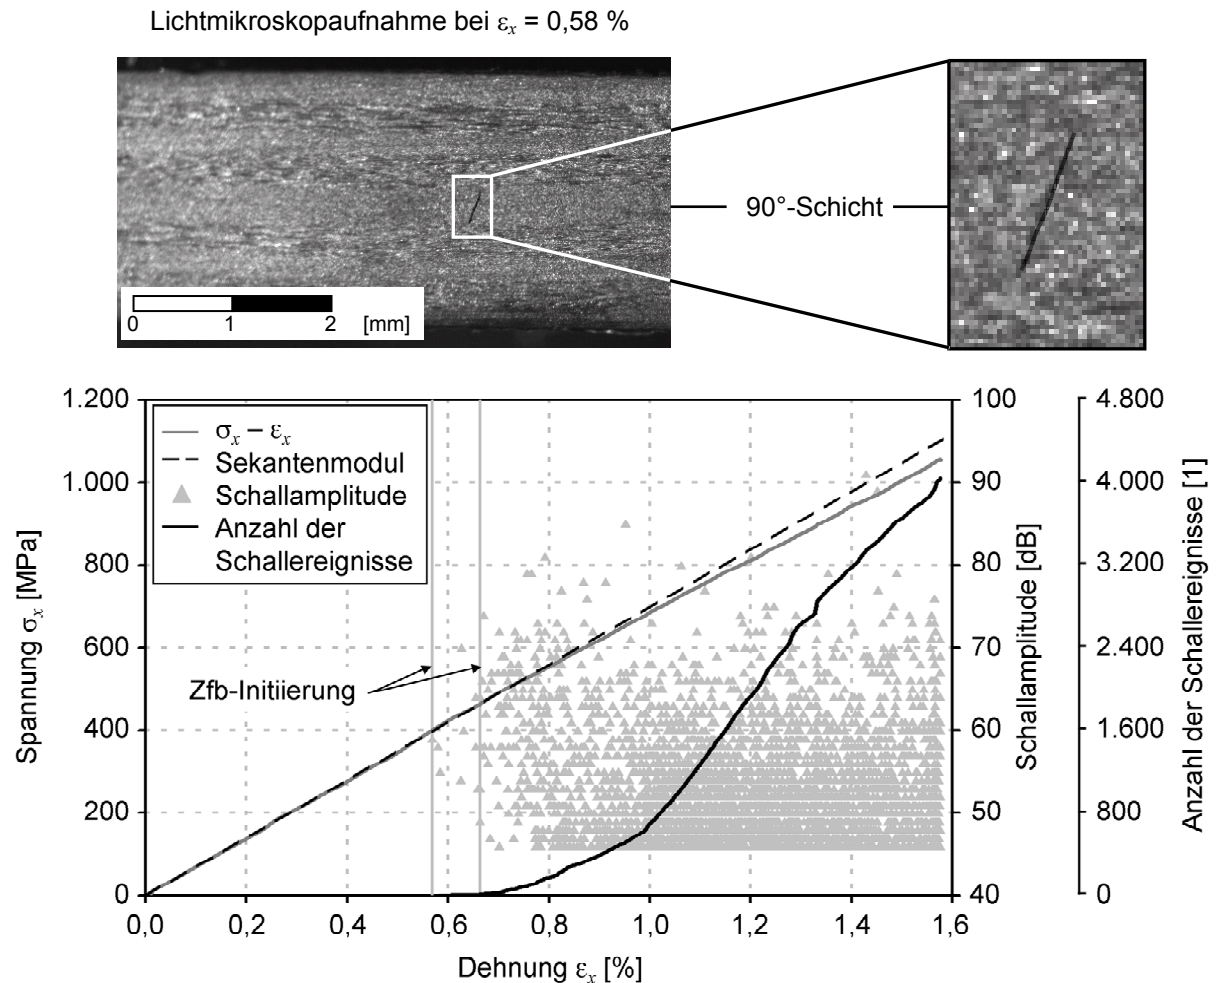 Lichtmikroskopaufnahme bei εx = 0,58 %
90°-Schicht
0 1 2 [mm]
σx – εx
Sekantenmodul
Schallamplitude
Anzahl der
Schallereignisse
Zfb-Initiierung
Spannung σx [MPa]
1.200
1.000
800
600
400
200
0
0,0 0,2 0,4 0,6 0,8 1,0 1,2 1,4 1,6
Dehnung εx [%]
100
90
80
70
60
50
40
Schallamplitude [dB]
4.800
4.000
3.200
2.400
1.600
800
0
Anzahl der Schallereignisse [1]